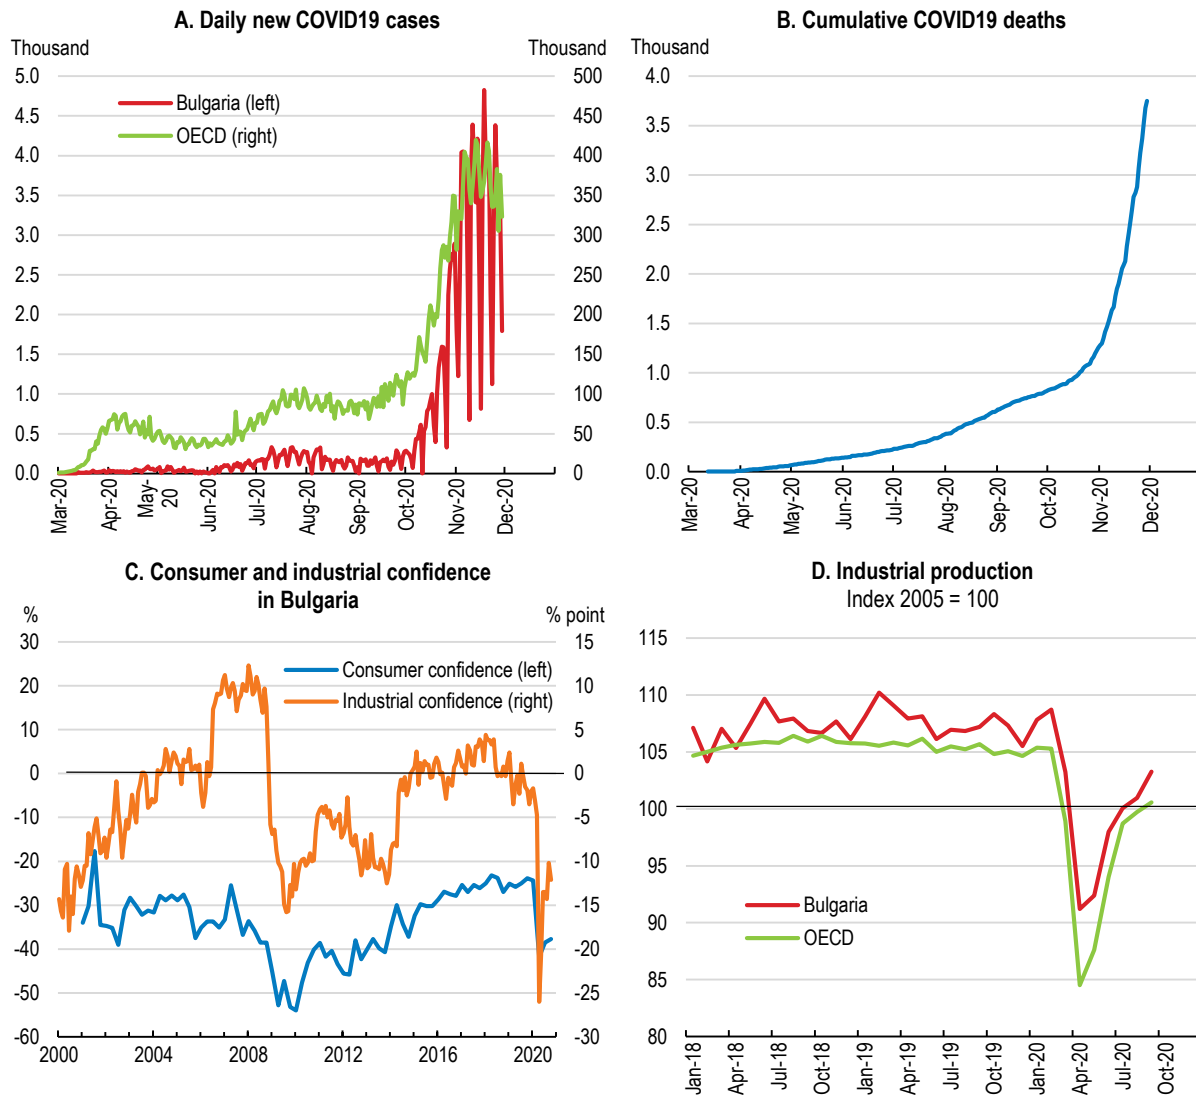 A. Daily new COVID19 cases
Thousand
Thousand
5.0
4.5
4.0
3.5
3.0
2.5
2.0
1.5
1.0
0.5
0.0
500
450
400
350
300
250
200
150
100
50
0
Bulgaria (left)
OECD (right)
Mar-20
Apr-20
May-
20
Jun-20
Jul-20
Aug-20
Sep-20
Oct-20
Nov-20
Dec-20
B. Cumulative COVID19 deaths
Thousand
4.0
3.5
3.0
2.5
2.0
1.5
1.0
0.5
0.0
Mar-20
Apr-20
May-20
Jun-20
Jul-20
Aug-20
Sep-20
Oct-20
Nov-20
Dec-20
C. Consumer and industrial confidence
in Bulgaria
%
% point
30
20
10
0
-10
-20
-30
-40
-50
-60
15
10
5
0
-5
-10
-15
-20
-25
-30
Consumer confidence (left)
Industrial confidence (right)
2000
2004
2008
2012
2016
2020
D. Industrial production
Index 2005 = 100
115
110
105
100
95
90
85
80
Bulgaria
OECD
Jan-18
Apr-18
Jul-18
Oct-18
Jan-19
Apr-19
Jul-19
Oct-19
Jan-20
Apr-20
Jul-20
Oct-20